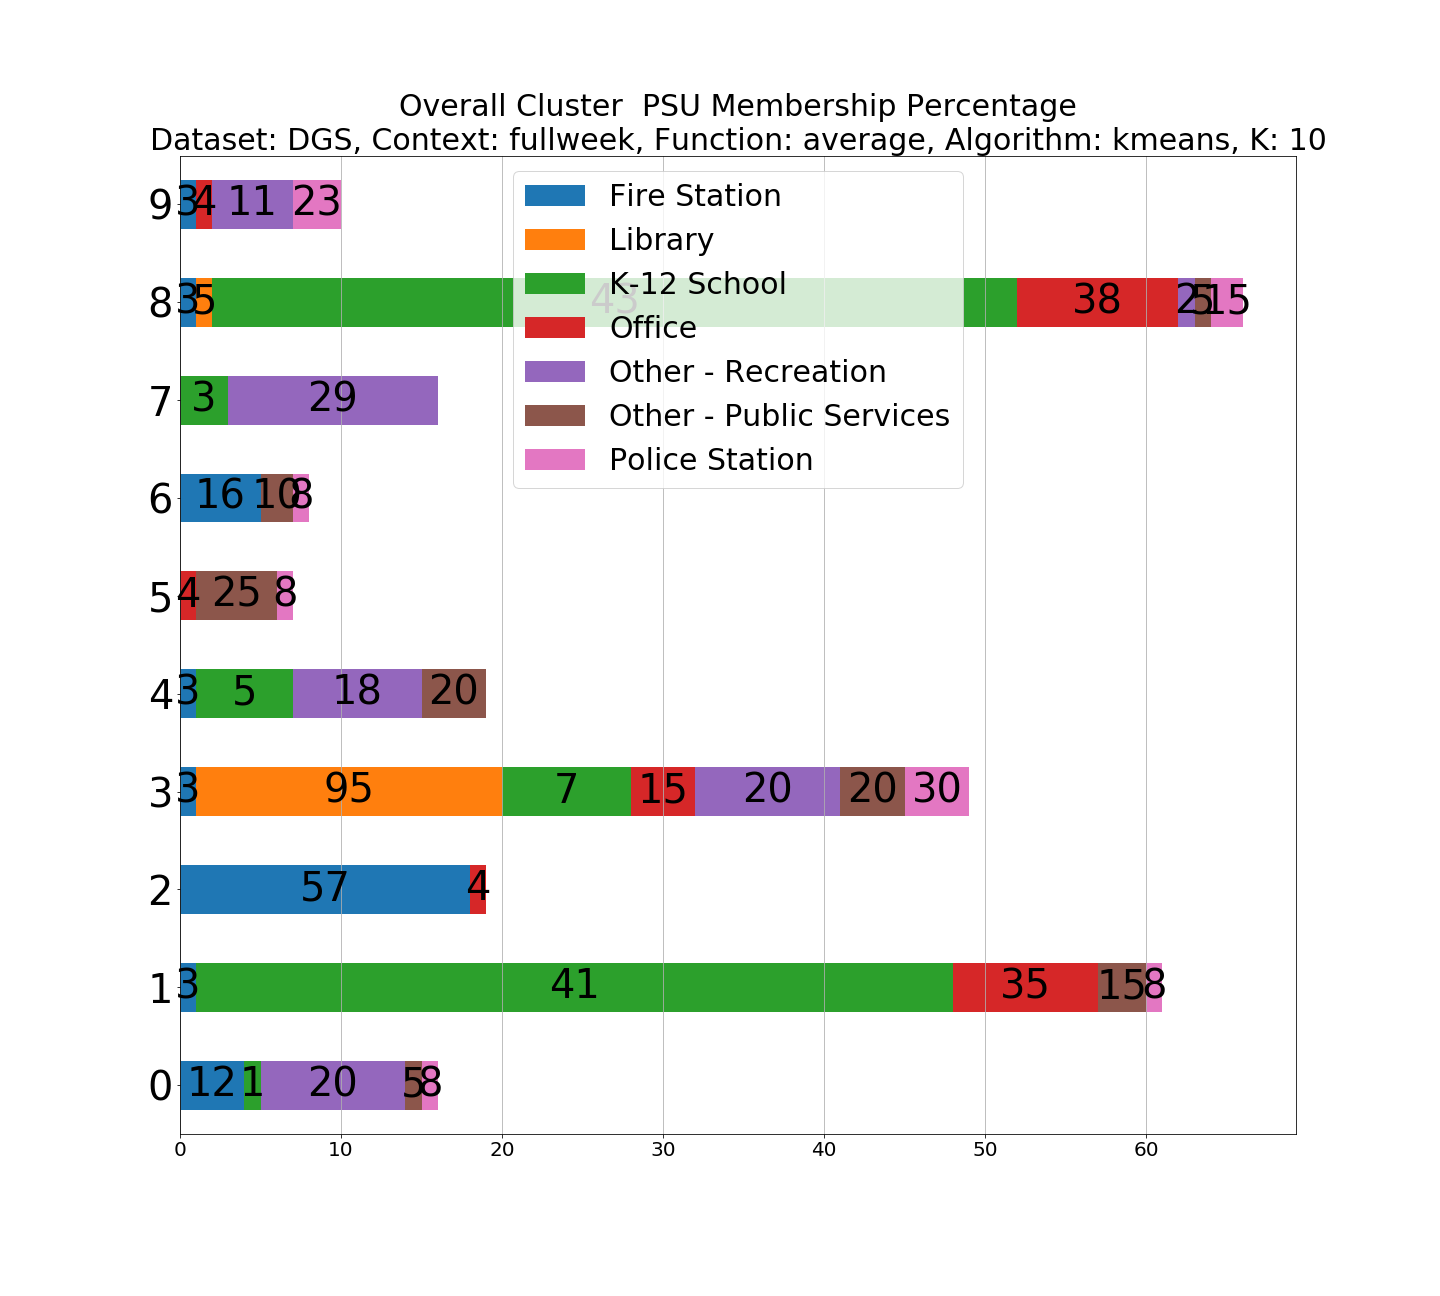 Overall Cluster  PSU Membership Percentage
Dataset: DGS, Context: fullweek, Function: average, Algorithm: kmeans, K: 10
Fire Station
Library
K-12 School
Office
Other - Recreation
Other - Public Services
Police Station
9 3 4 11 23
8 3 5 43 38 2 5 15
7 3 29
6 16 10 8
5 4 25 8
4 3 5 18 20
3 3 95 7 15 20 20 30
2 57 4
1 3 41 35 15 8
0 12 1 20 5 8
0 10 20 30 40 50 60